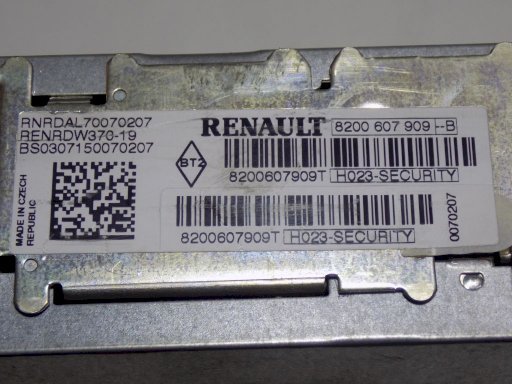 RNRDAL70070207
RENRDW370-19
BS0307150070207
MADE IN CZECH
REPUBLIC
RENAULT
8200 607 909 --B
BT2
8200607909T H023-SECURITY
8200607909T H023-SECURITY
0070207